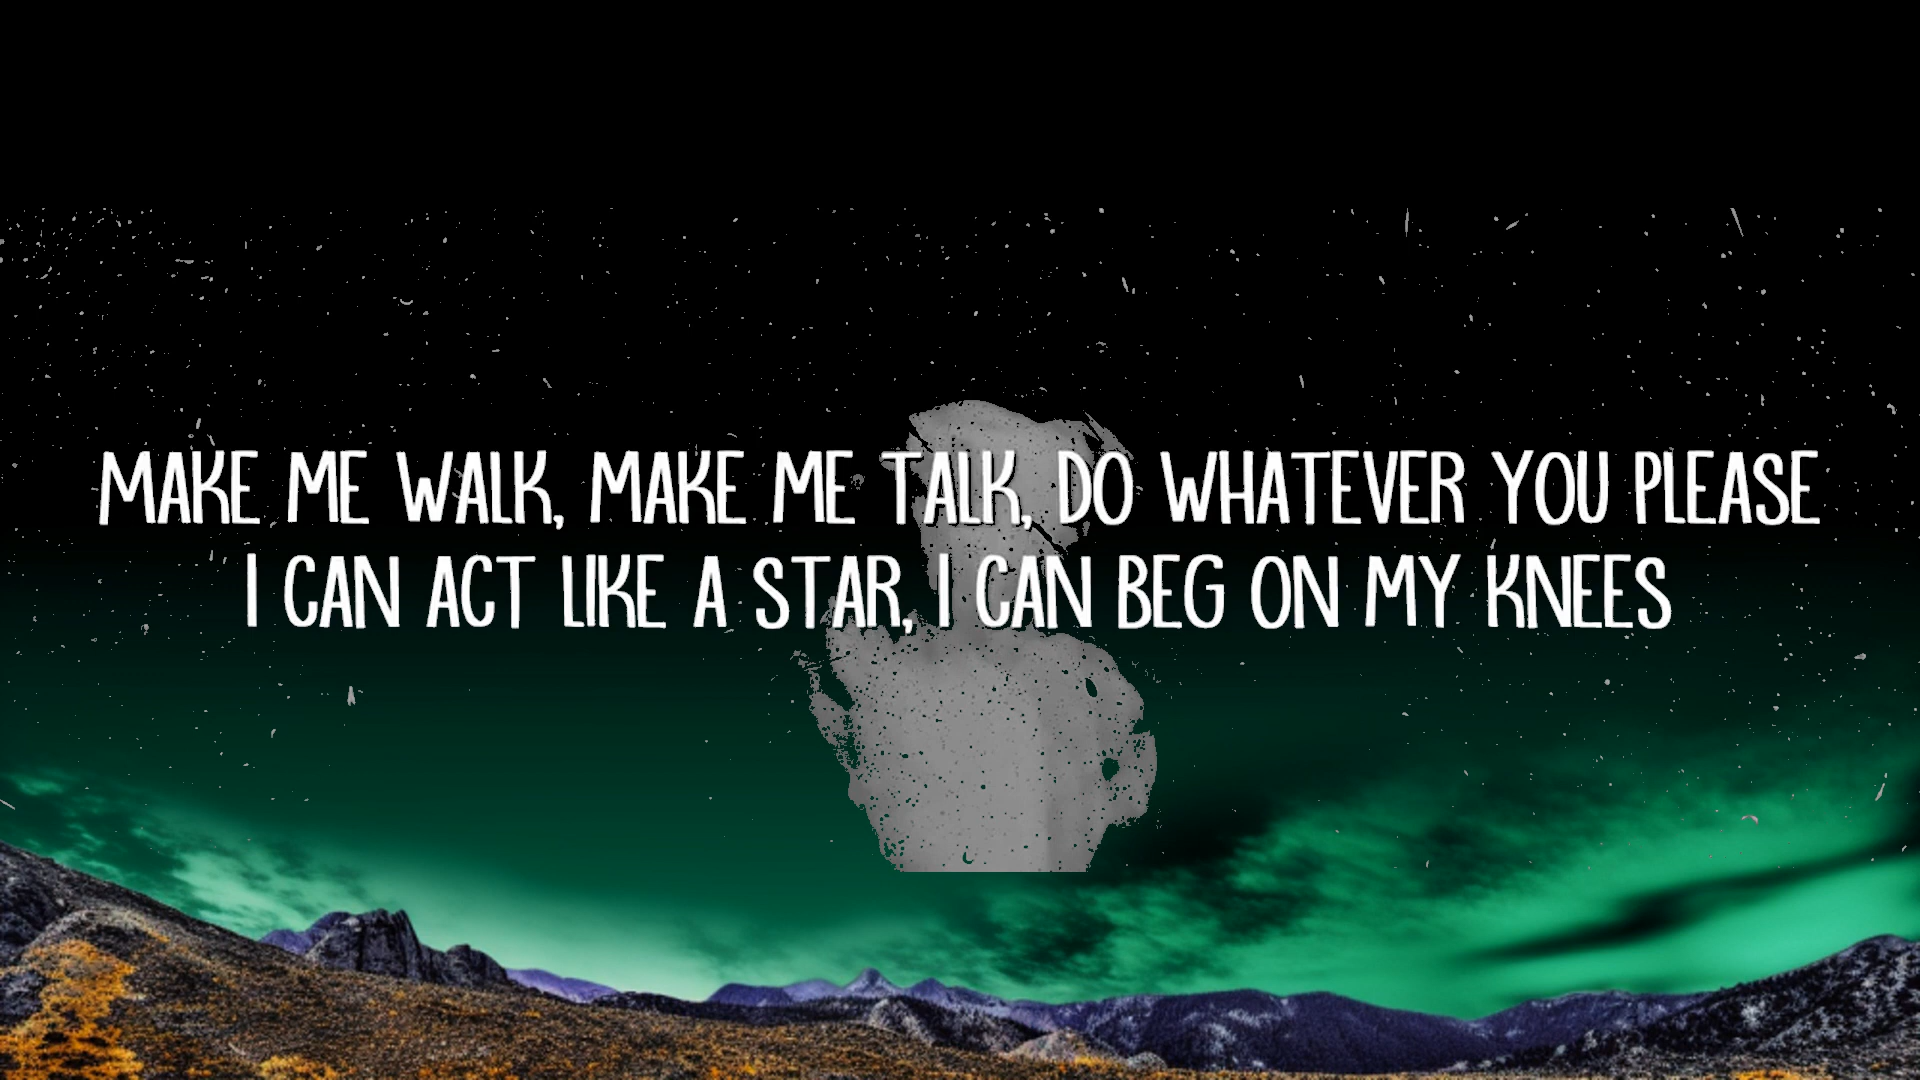 MAKE ME WALK, MAKE ME TALK, DO WHATEVER YOU PLEASE
I CAN ACT LIKE A STAR, I CAN BEG ON MY KNEES